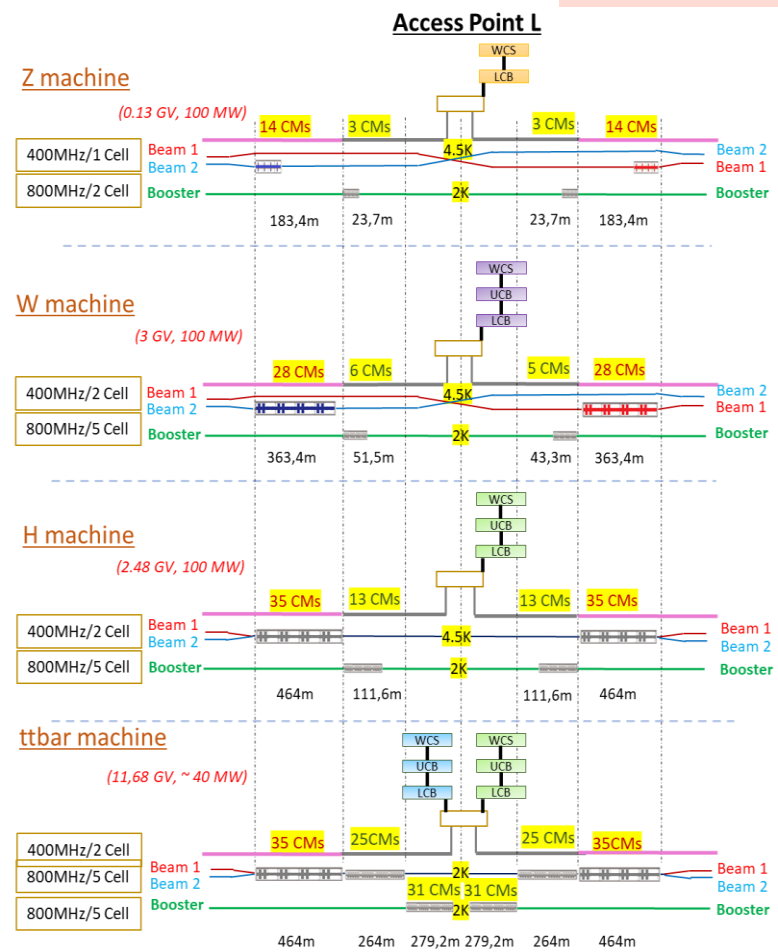 Access Point L
Z machine
(0.13 GV, 100 MW)
WCS
LCB
14 CMs 3 CMs 3 CMs 14 CMs
400MHz/1 Cell Beam 1 4.5K Beam 2
Beam 2 Beam 1
800MHz/2 Cell Booster 2K Booster
183,4m 23,7m 23,7m 183,4m
W machine
(3 GV, 100 MW)
WCS
UCB
LCB
28 CMs 6 CMs 5 CMs 28 CMs
400MHz/2 Cell Beam 1 4.5K Beam 2
Beam 2 Beam 1
800MHz/5 Cell Booster 2K Booster
363,4m 51,5m 43,3m 363,4m
H machine
(2.48 GV, 100 MW)
WCS
UCB
LCB
35 CMs 13 CMs 13 CMs 35 CMs
400MHz/2 Cell Beam 1 4.5K Beam 1
Beam 2 Beam 2
800MHz/5 Cell Booster 2K Booster
464m 111,6m 111,6m 464m
ttbar machine
(11,68 GV, ~ 40 MW)
WCS WCS
UCB UCB
LCB LCB
35 CMs 25CMs 25 CMs 35CMs
400MHz/2 Cell
800MHz/5 Cell Beam 1 2K Beam 1
Beam 2 Beam 2
31 CMs 31 CMs
800MHz/5 Cell Booster 2K Booster
464m 264m 279,2m 279,2m 264m 464m